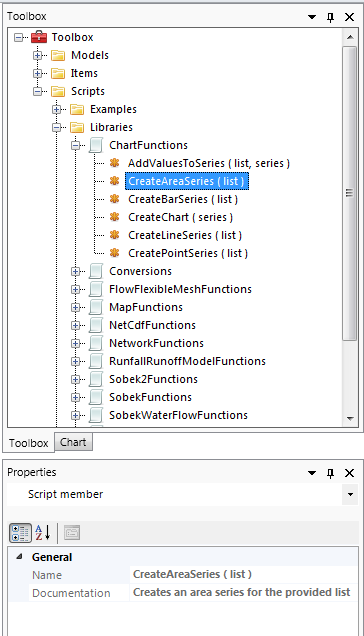 Toolbox
Toolbox
Models
Items
Scripts
Examples
Libraries
ChartFunctions
AddValuesToSeries ( list, series )
CreateAreaSeries ( list )
CreateBarSeries ( list )
CreateChart ( series )
CreateLineSeries ( list )
CreatePointSeries ( list )
Conversions
FlowFlexibleMeshFunctions
MapFunctions
NetCdfFunctions
NetworkFunctions
RunfallRunoffModelFunctions
Sobek2Functions
SobekFunctions
SobekWaterFlowFunctions
Toolbox Chart
Properties
Script member
General
Name CreateAreaSeries ( list )
Documentation Creates an area series for the provided list